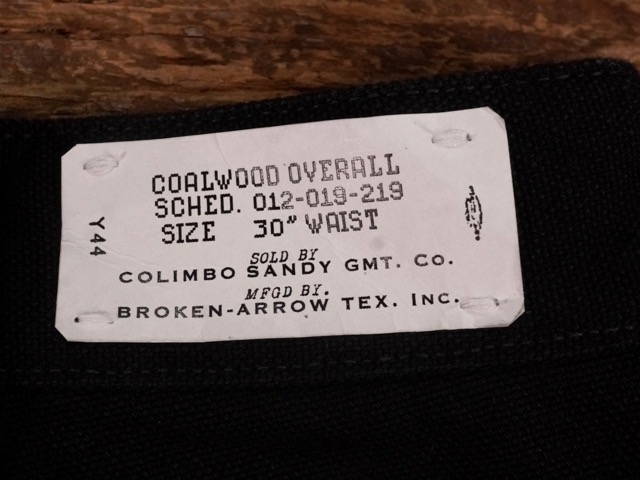 COALWOOD OVERALL
SCHED. 012-019-219
SIZE 30" WAIST
Y44
SOLD BY
COLIMBO SANDY GMT. CO.
MFGD BY.
BROKEN-ARROW TEX. INC.